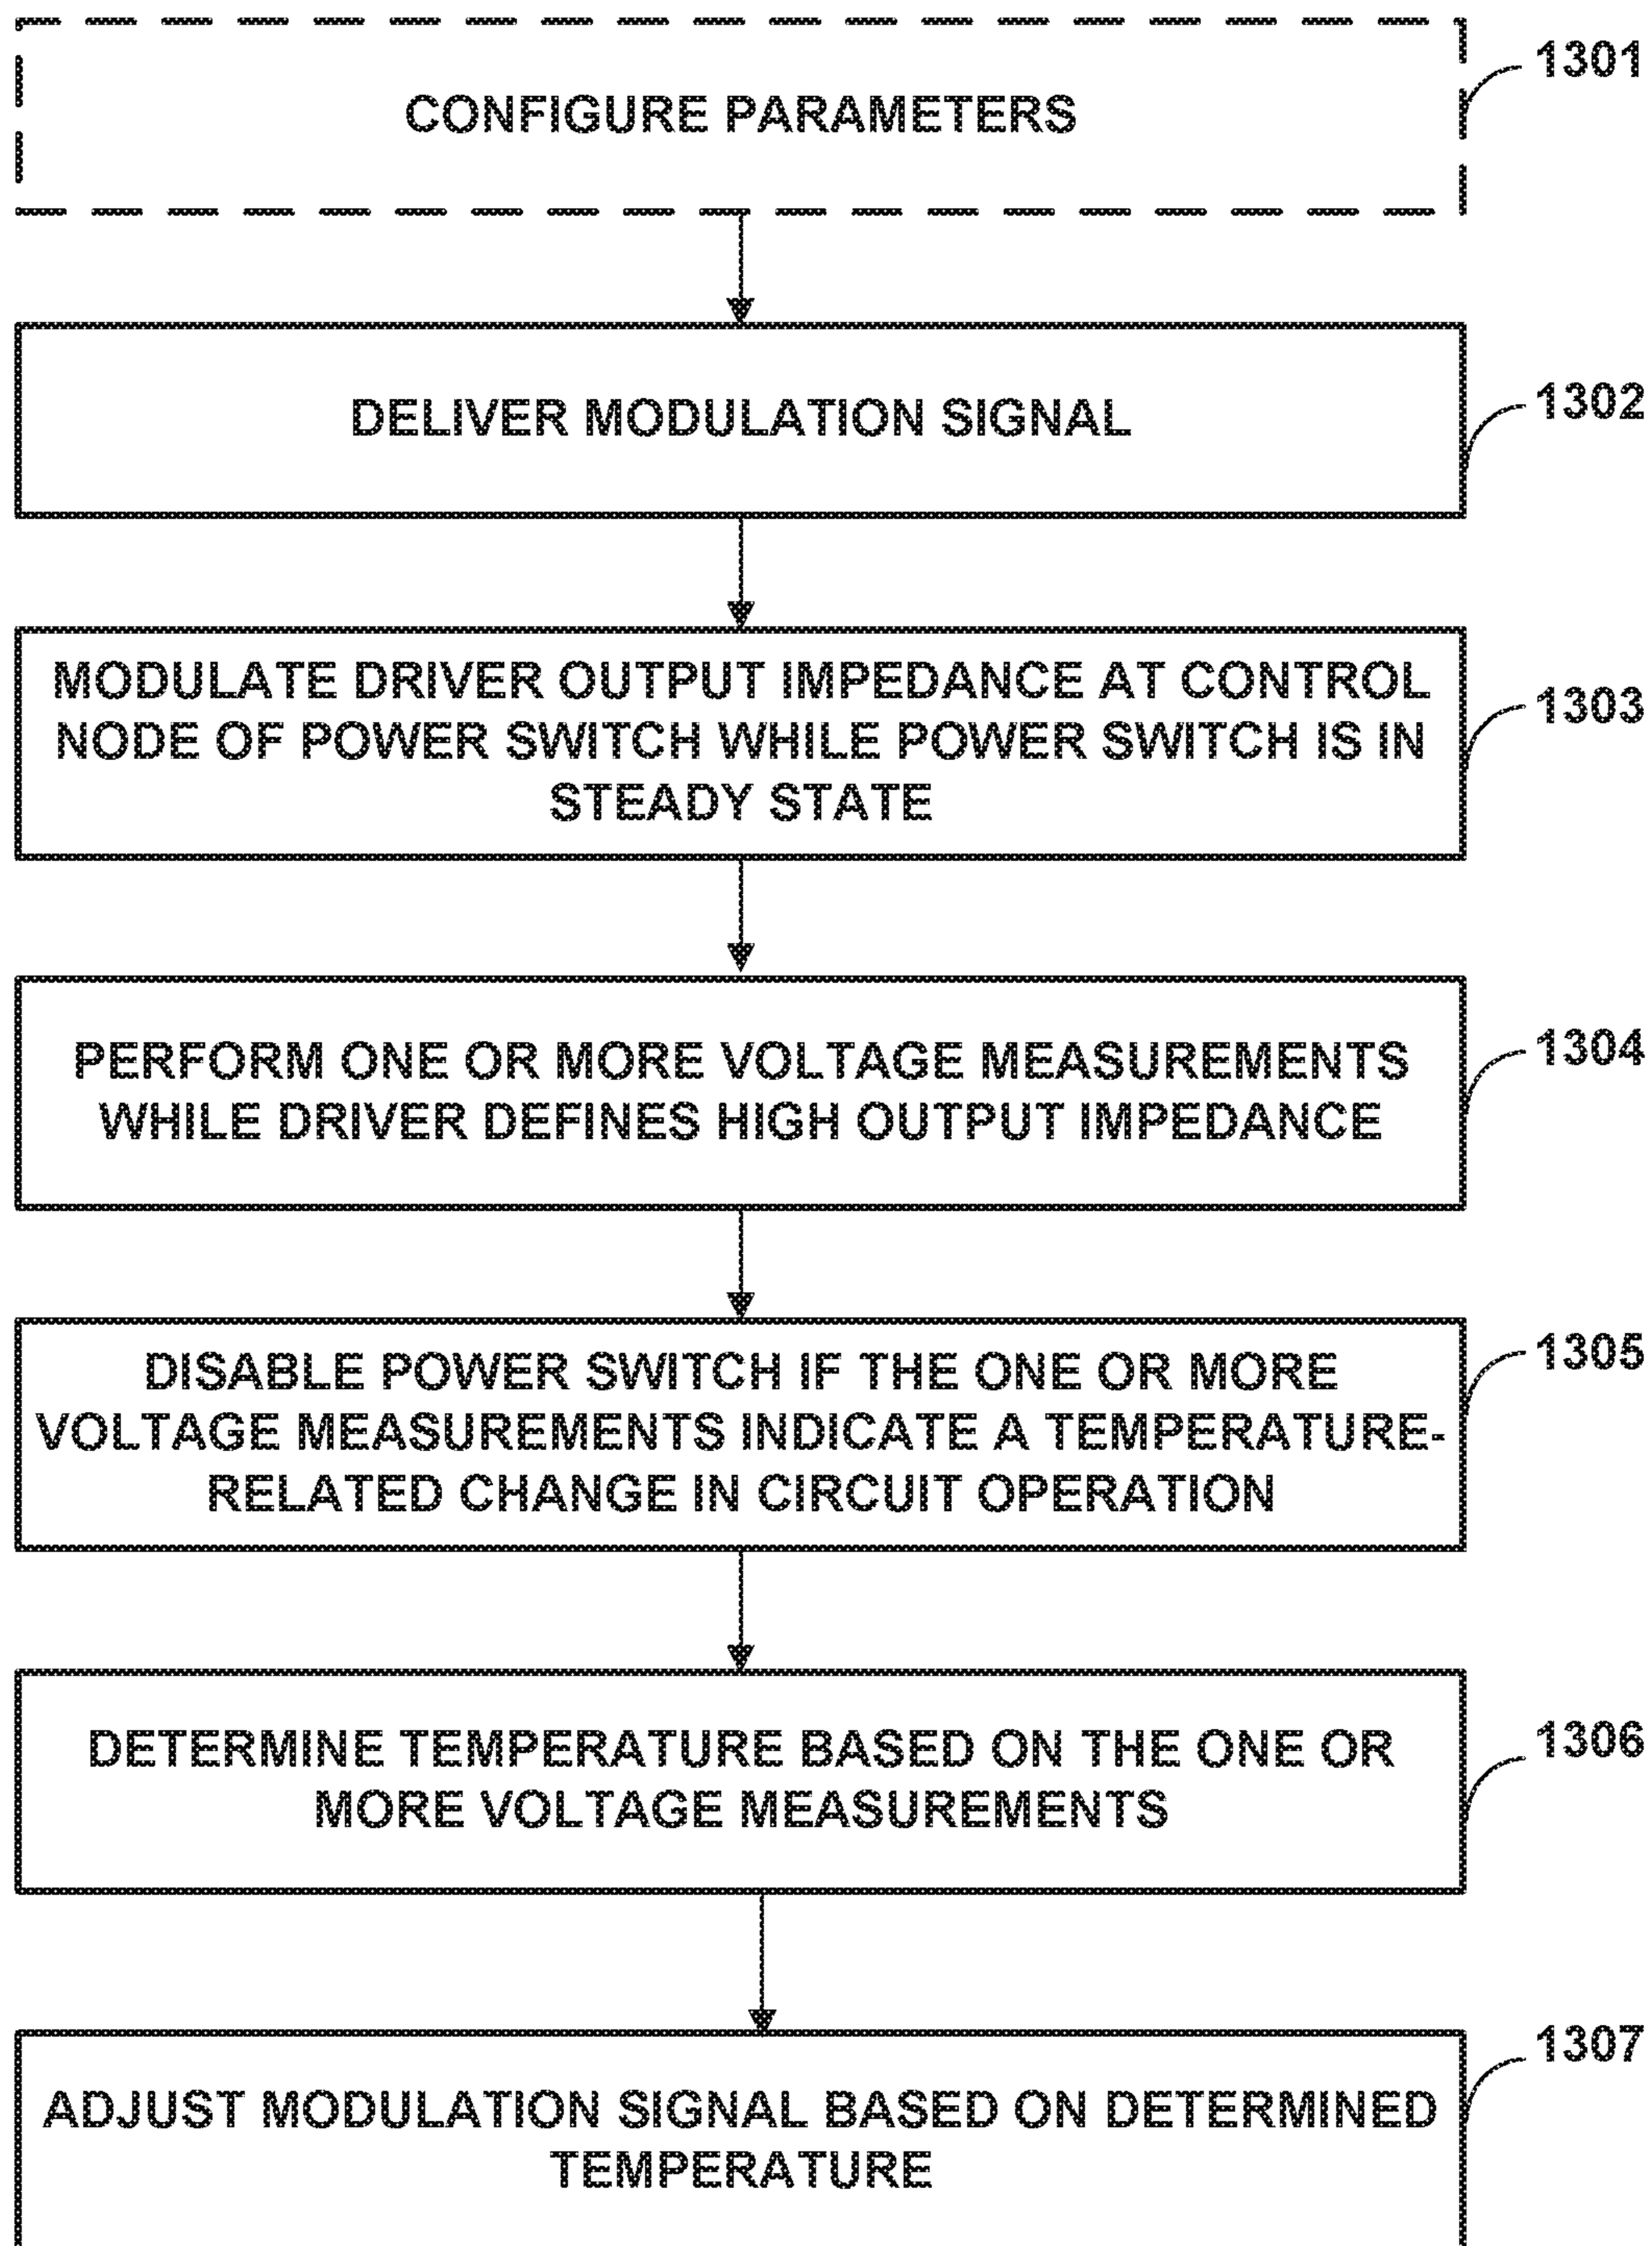 CONFIGURE PARAMETERS
1301
DELIVER MODULATION SIGNAL
1302
MODULATE DRIVER OUTPUT IMPEDANCE AT CONTROL
NODE OF POWER SWITCH WHILE POWER SWITCH IS IN
STEADY STATE
1303
PERFORM ONE OR MORE VOLTAGE MEASUREMENTS
WHILE DRIVER DEFINES HIGH OUTPUT IMPEDANCE
1304
DISABLE POWER SWITCH IF THE ONE OR MORE
VOLTAGE MEASUREMENTS INDICATE A TEMPERATURE-
RELATED CHANGE IN CIRCUIT OPERATION
1305
DETERMINE TEMPERATURE BASED ON THE ONE OR
MORE VOLTAGE MEASUREMENTS
1306
ADJUST MODULATION SIGNAL BASED ON DETERMINED
TEMPERATURE
1307